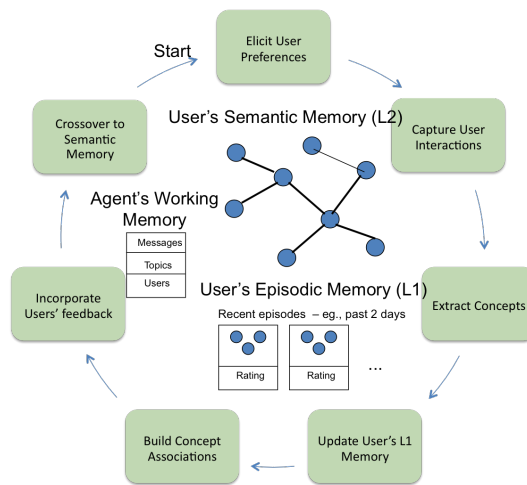 Start
Elicit User
Preferences
Crossover to
Semantic
Memory
User's Semantic Memory (L2)
Capture User
Interactions
Agent's Working
Memory
Messages
Topics
Users
Incorporate
Users' feedback
User's Episodic Memory (L1)
Recent episodes – eg., past 2 days
Rating
Rating
...
Extract Concepts
Build Concept
Associations
Update User's L1
Memory